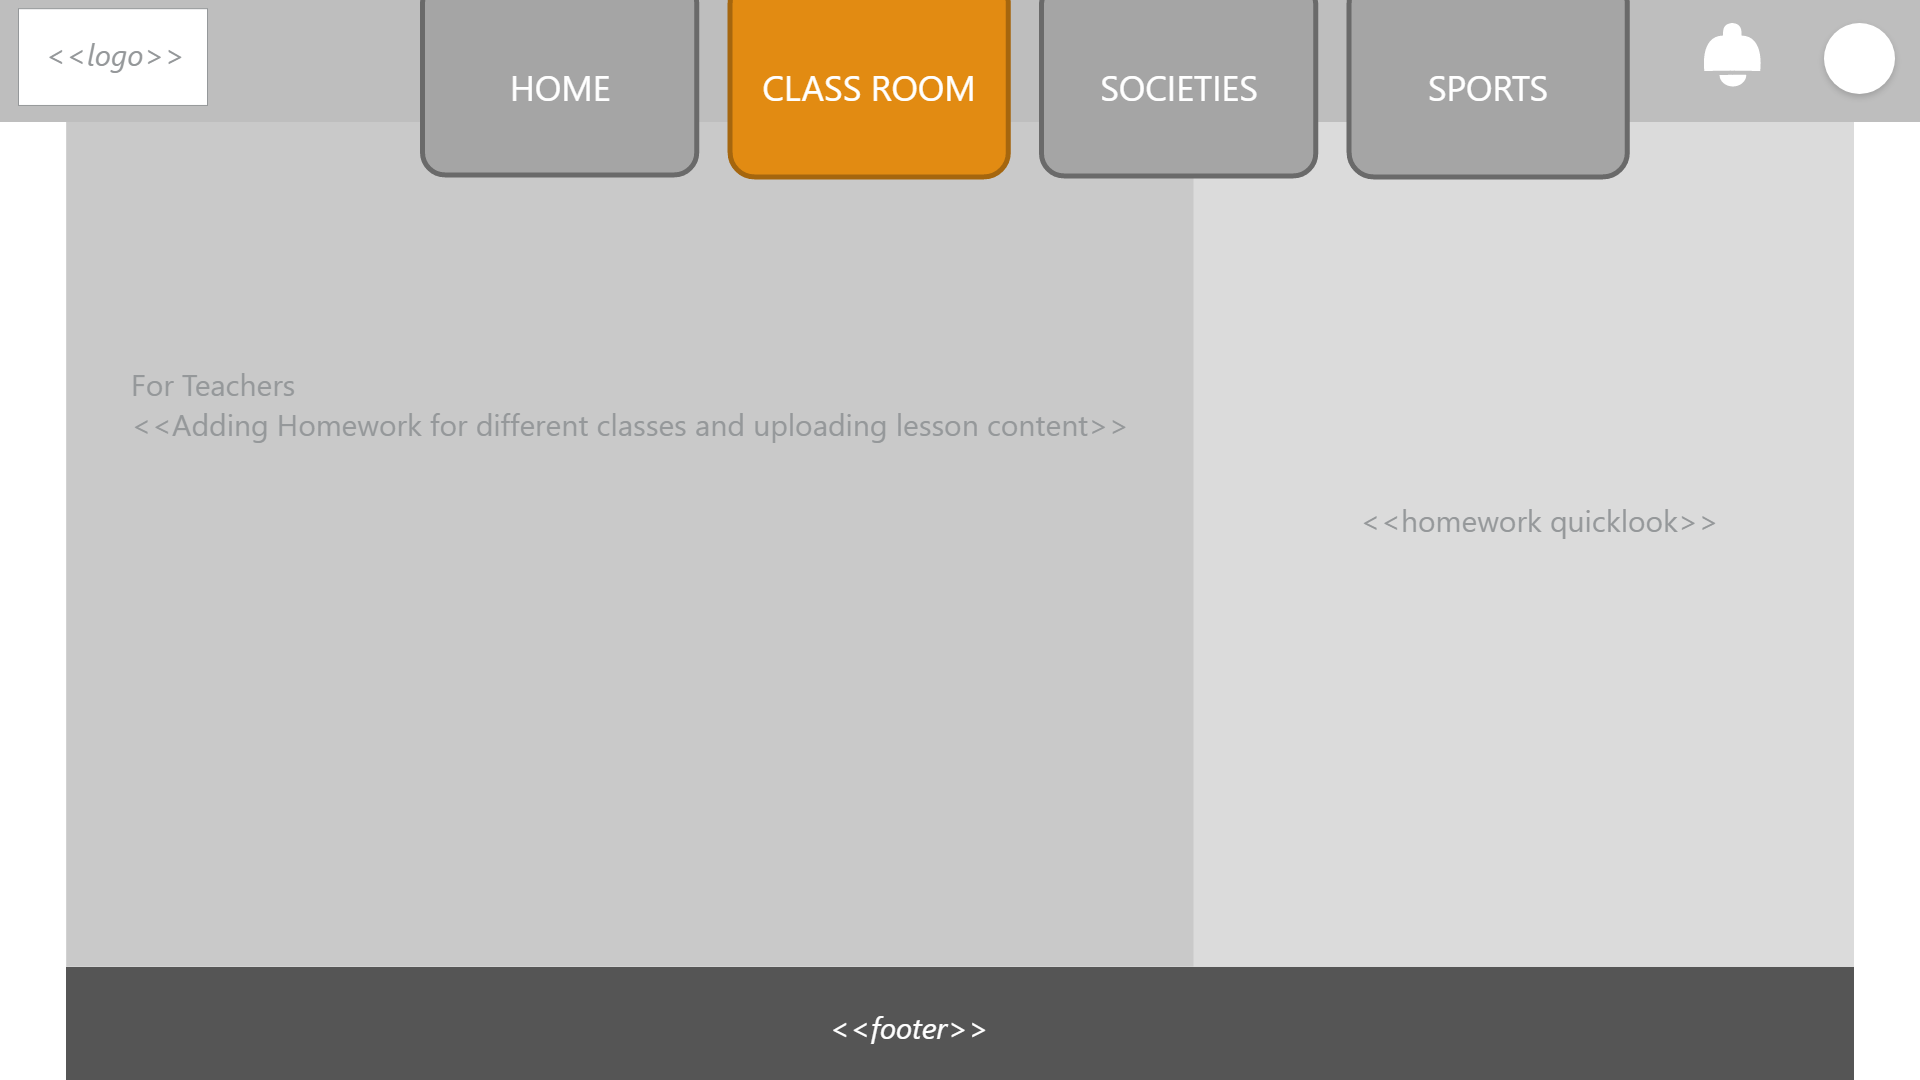 <<logo>>
HOME
CLASS ROOM
SOCIETIES
SPORTS
For Teachers
<<Adding Homework for different classes and uploading lesson content>>
<<homework quicklook>>
<<footer>>